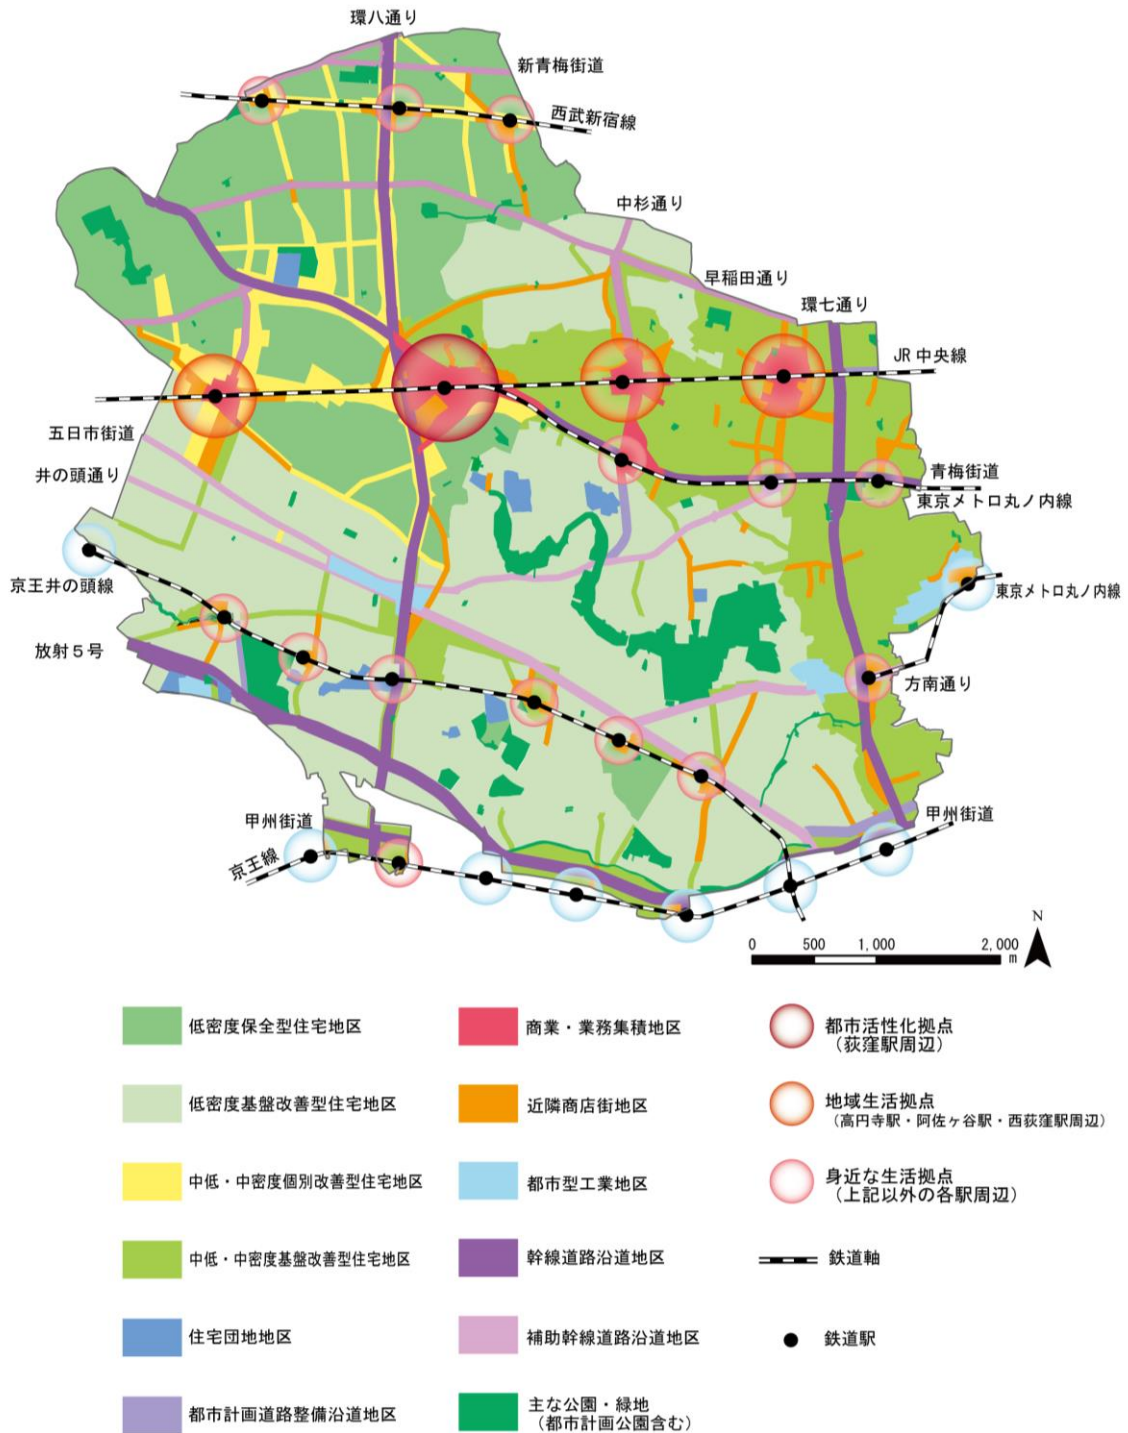 環八通り
新青梅街道
西武新宿線
中杉通り
早稲田通り
環七通り
JR中央線
五日市街道
井の頭通り
青梅街道
東京メトロ丸ノ内線
京王井の頭線
東京メトロ丸ノ内線
放射5号
方南通り
甲州街道
甲州街道
京王線
N
0 500 1,000 2,000
m
低密度保全型住宅地区
低密度基盤改善型住宅地区
中低・中密度個別改善型住宅地区
中低・中密度基盤改善型住宅地区
住宅団地地区
都市計画道路整備沿道地区
商業・業務集積地区
近隣商店街地区
都市型工業地区
幹線道路沿道地区
補助幹線道路沿道地区
主な公園・緑地
(都市計画公園含む)
都市活性化拠点
(荻窪駅周辺)
地域生活拠点
(高円寺駅・阿佐ヶ谷駅・西荻窪駅周辺)
身近な生活拠点
(上記以外の各駅周辺)
鉄道軸
鉄道駅